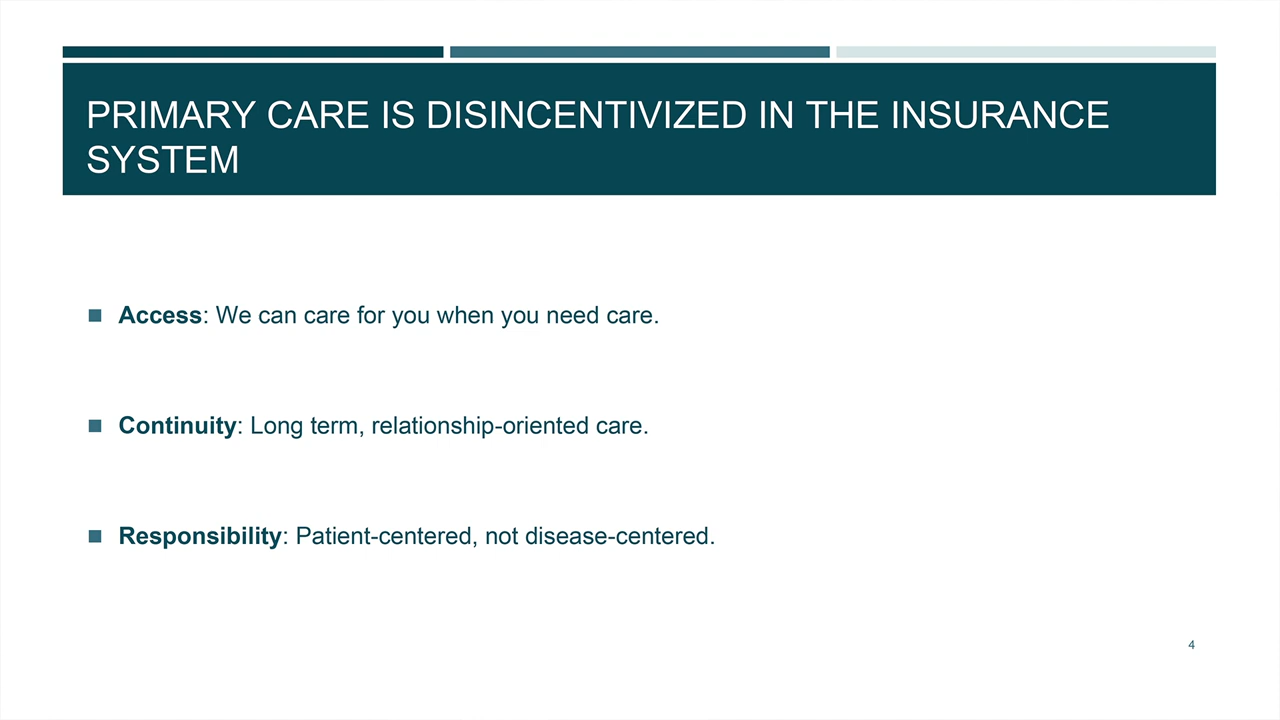 PRIMARY CARE IS DISINCENTIVIZED IN THE INSURANCE
SYSTEM
Access: We can care for you when you need care.
Continuity: Long term, relationship-oriented care.
Responsibility: Patient-centered, not disease-centered.
4